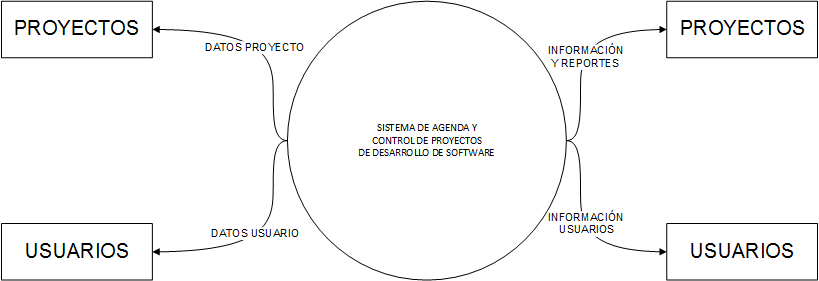 PROYECTOS
DATOS PROYECTO
INFORMACIÓN
Y REPORTES
PROYECTOS
SISTEMA DE AGENDA Y
CONTROL DE PROYECTOS
DE DESARROLLO DE SOFTWARE
USUARIOS
DATOS USUARIO
INFORMACIÓN
USUARIOS
USUARIOS